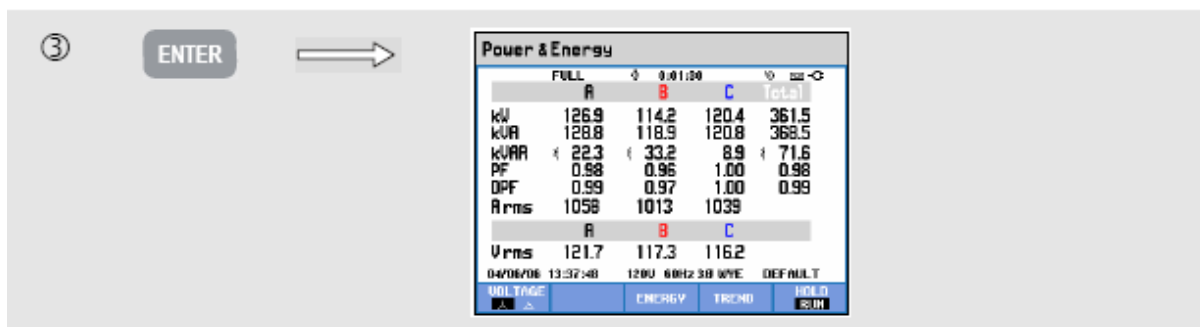 ③ ENTER
Power & Energy
FULL 0:01:30
A B C Total
kW 126.9 114.2 120.4 361.5
kVA 128.8 118.9 120.8 368.5
kVAR 22.3 33.2 8.9 71.6
PF 0.98 0.96 1.00 0.98
DPF 0.99 0.97 1.00 0.99
Arms 1058 1013 1039
A B C
Vrms 121.7 117.3 116.2
04/06/06 13:37:48 120V 60Hz 3Ø WYE DEFAULT
VOLTAGE ENERGY TREND HOLD
RUN